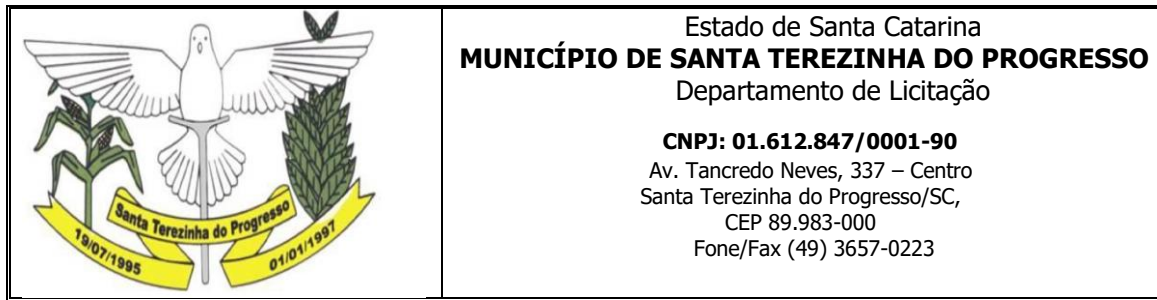 Santa Terezinha do Progresso
19/07/1995
01/01/1997
Estado de Santa Catarina
MUNICÍPIO DE SANTA TEREZINHA DO PROGRESSO
Departamento de Licitação
CNPJ: 01.612.847/0001-90
Av. Tancredo Neves, 337 – Centro
Santa Terezinha do Progresso/SC,
CEP 89.983-000
Fone/Fax (49) 3657-0223